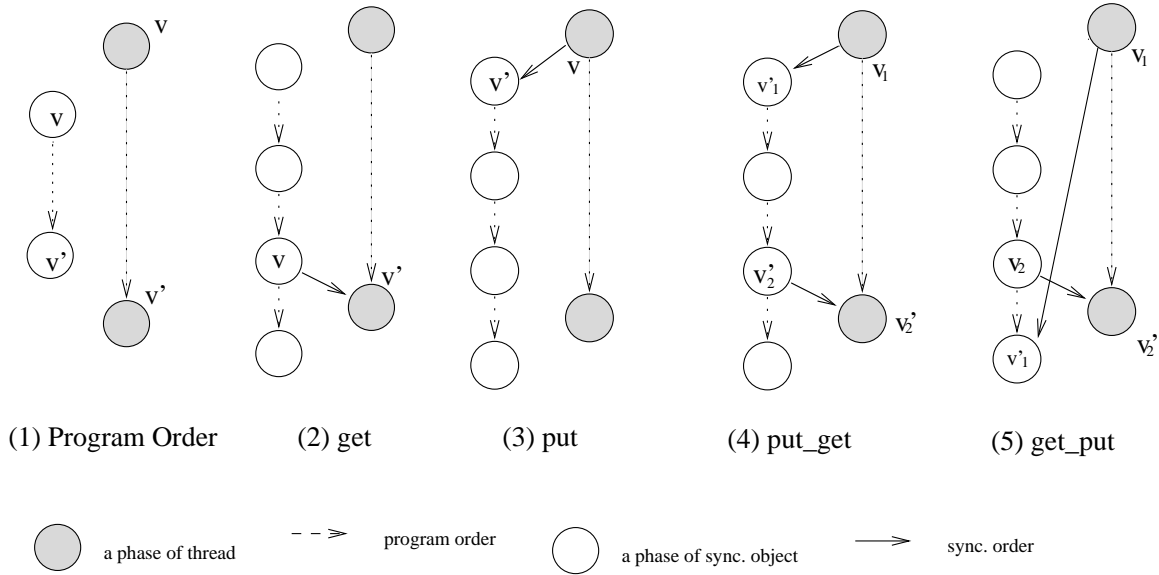 v
v
v'
v'
(1) Program Order
v
v'
(2) get
v'
v
(3) put
v1
v'1
v2'
v2'
(4) put_get
v1
v2
v2'
v'1
(5) get_put
a phase of thread
program order
a phase of sync. object
sync. order